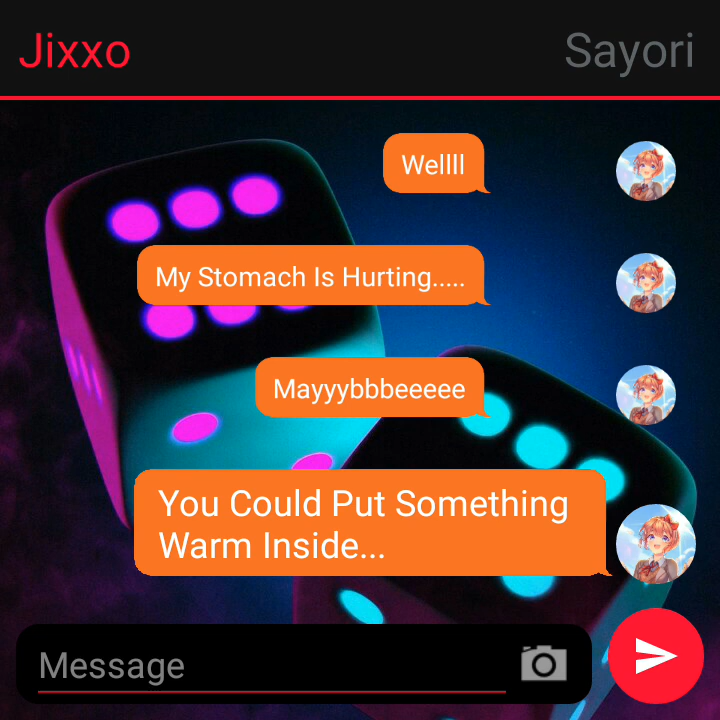 Jixxo
Sayori
Wellll
My Stomach Is Hurting.....
Mayyybbbeeeee
You Could Put Something
Warm Inside...
Message